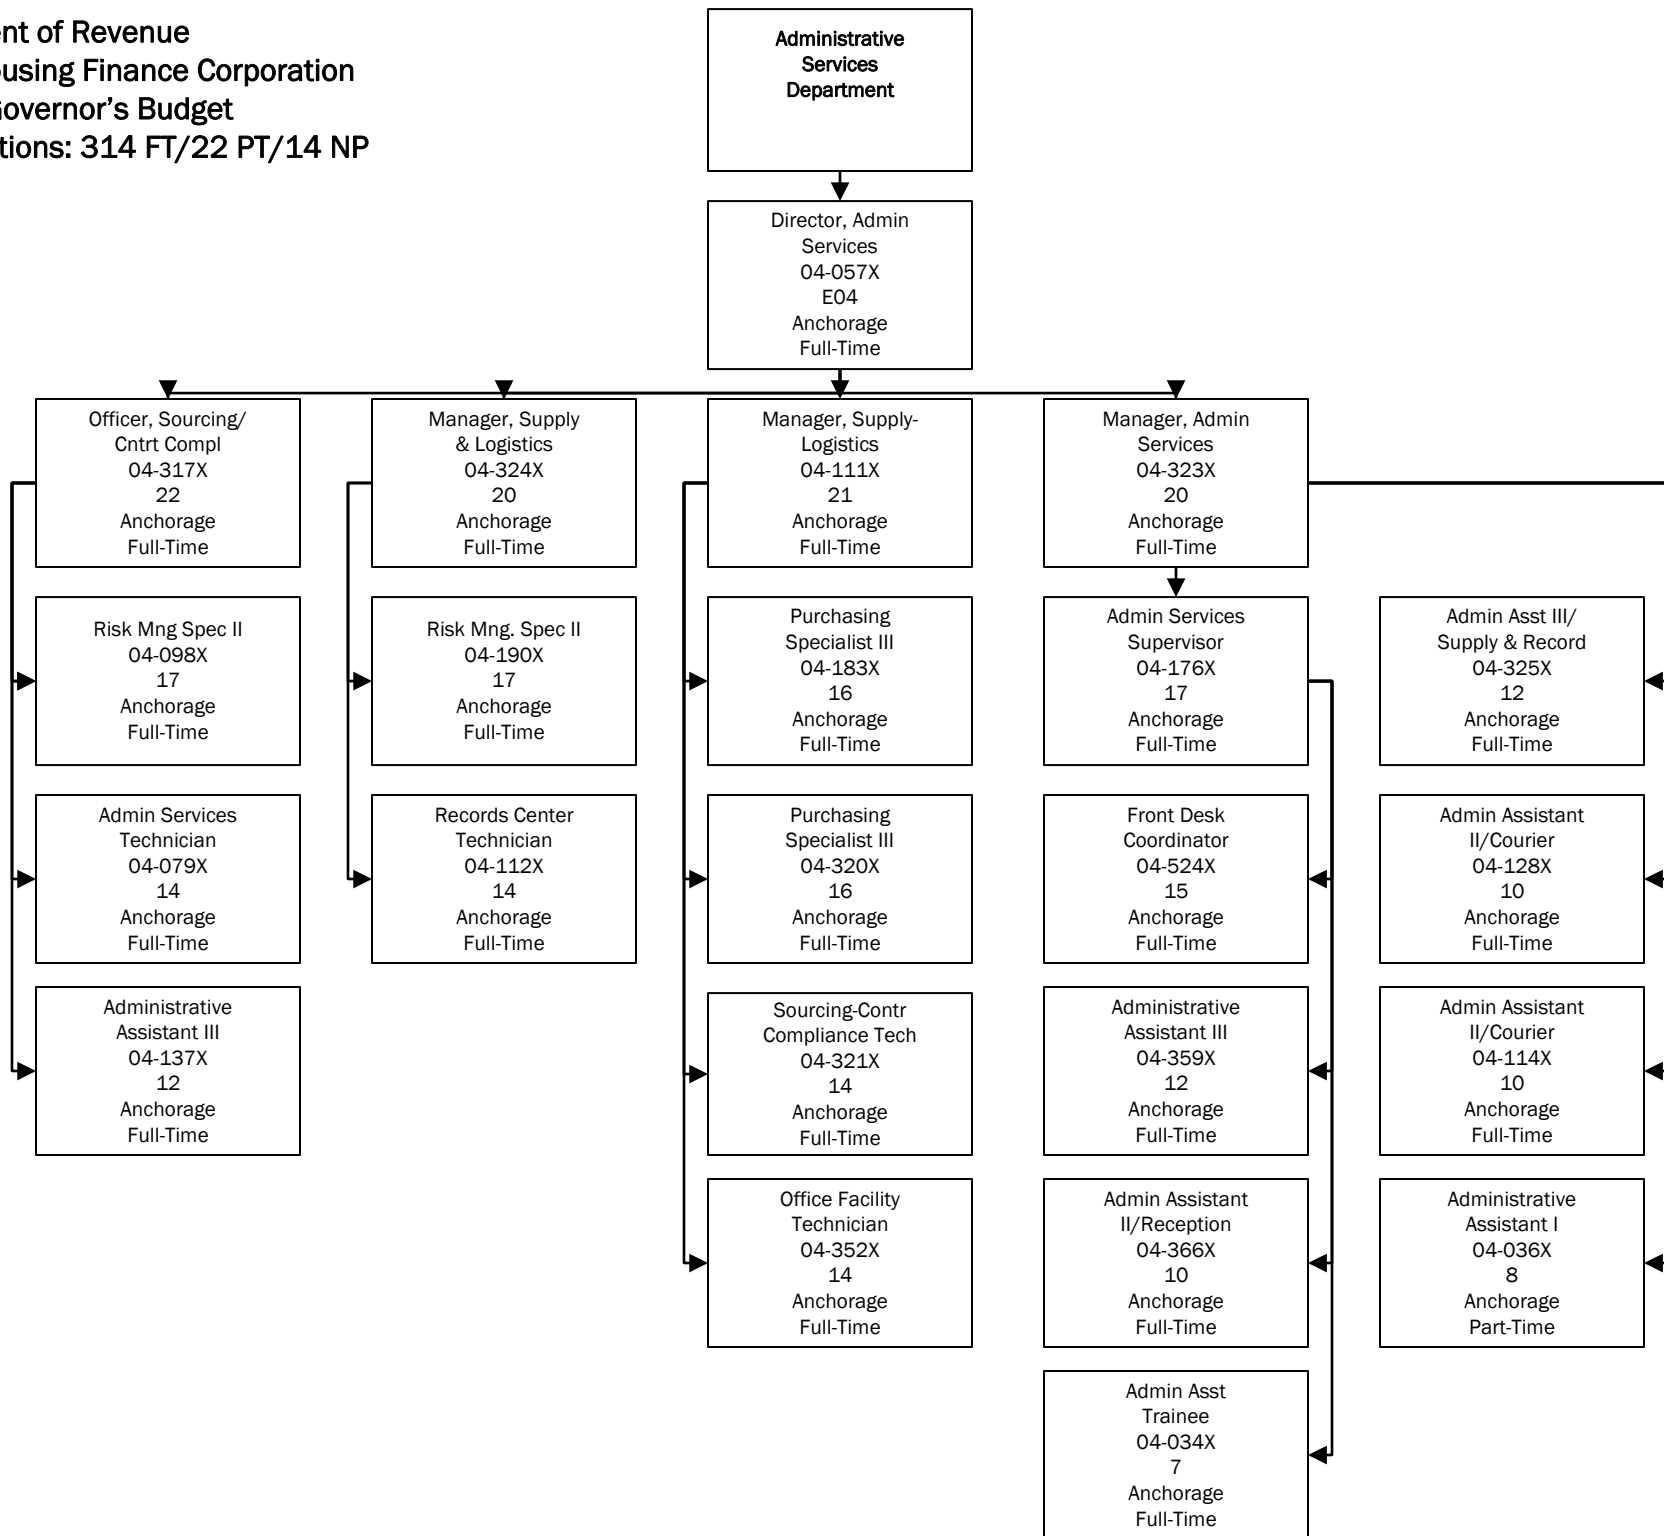 ent of Revenue
ousing Finance Corporation
Governor's Budget
tions: 314 FT/22 PT/14 NP
Administrative
Services
Department
Director, Admin
Services
04-057X
E04
Anchorage
Full-Time
Officer, Sourcing/
Cntrt Compl
04-317X
22
Anchorage
Full-Time
Manager, Supply
& Logistics
04-324X
20
Anchorage
Full-Time
Manager, Supply-
Logistics
04-111X
21
Anchorage
Full-Time
Manager, Admin
Services
04-323X
20
Anchorage
Full-Time
Risk Mng Spec II
04-098X
17
Anchorage
Full-Time
Risk Mng. Spec II
04-190X
17
Anchorage
Full-Time
Purchasing
Specialist III
04-183X
16
Anchorage
Full-Time
Admin Services
Supervisor
04-176X
17
Anchorage
Full-Time
Admin Asst III/
Supply & Record
04-325X
12
Anchorage
Full-Time
Admin Services
Technician
04-079X
14
Anchorage
Full-Time
Records Center
Technician
04-112X
14
Anchorage
Full-Time
Purchasing
Specialist III
04-320X
16
Anchorage
Full-Time
Front Desk
Coordinator
04-524X
15
Anchorage
Full-Time
Admin Assistant
II/Courier
04-128X
10
Anchorage
Full-Time
Administrative
Assistant III
04-137X
12
Anchorage
Full-Time
Sourcing-Contr
Compliance Tech
04-321X
14
Anchorage
Full-Time
Administrative
Assistant III
04-359X
12
Anchorage
Full-Time
Admin Assistant
II/Courier
04-114X
10
Anchorage
Full-Time
Office Facility
Technician
04-352X
14
Anchorage
Full-Time
Admin Assistant
II/Reception
04-366X
10
Anchorage
Full-Time
Administrative
Assistant I
04-036X
8
Anchorage
Part-Time
Admin Asst
Trainee
04-034X
7
Anchorage
Full-Time